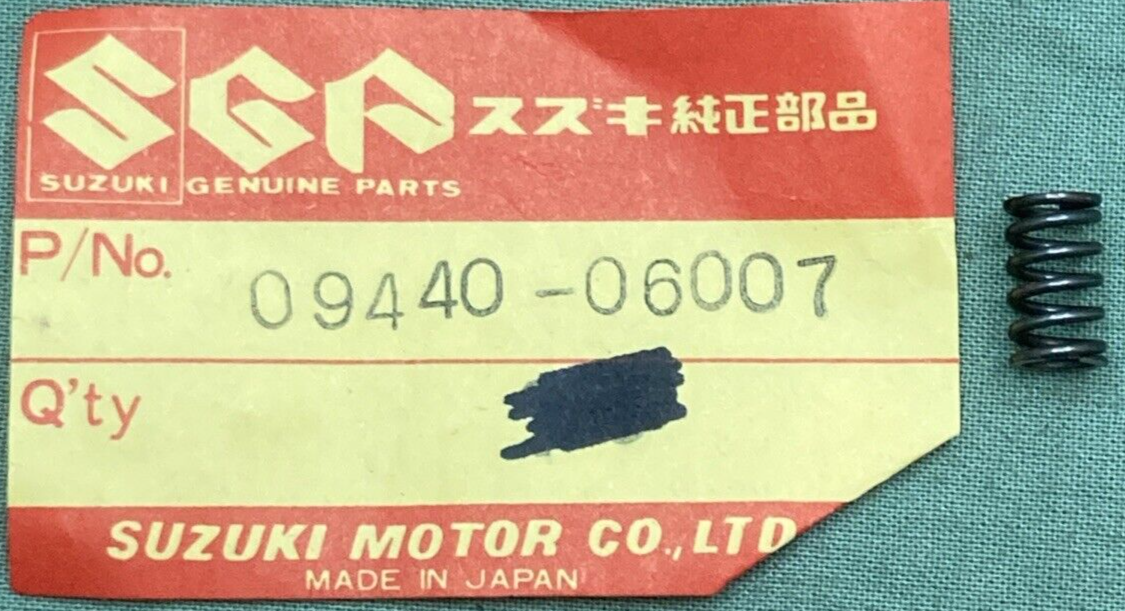 SGP スズキ純正部品
SUZUKI GENUINE PARTS
P/No. 09440-06007
Q'ty
SUZUKI MOTOR CO., LTD
MADE IN JAPAN